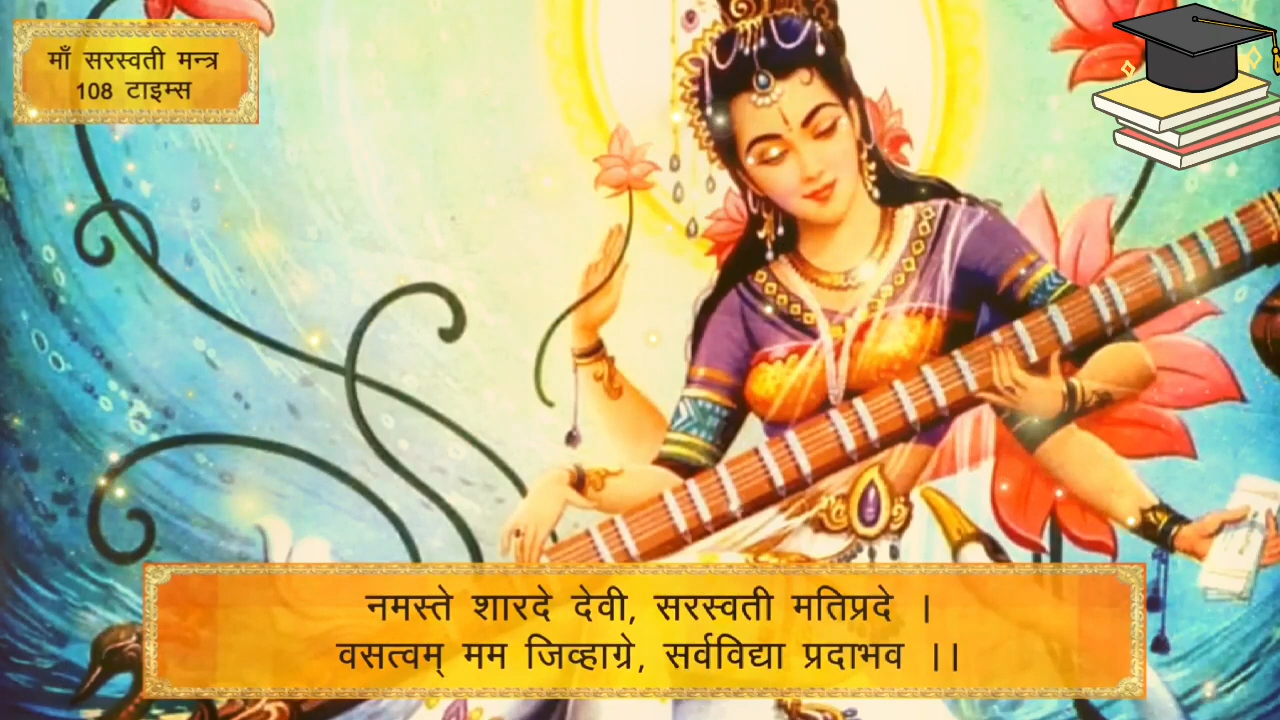 माँ सरस्वती मन्त्र
108 टाइम्स
नमस्ते शारदे देवी, सरस्वती मतिप्रदे ।
वसत्वम् मम जिव्हाग्रे, सर्वविद्या प्रदाभव ।।